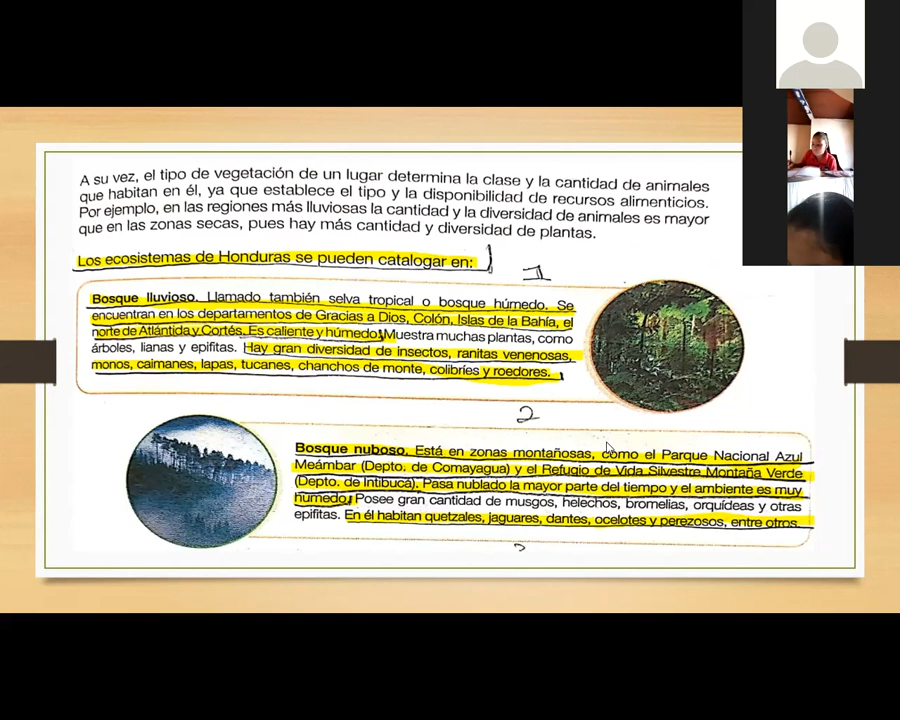 A su vez, el tipo de vegetación de un lugar determina la clase y la cantidad de animales
que habitan en él, ya que establece el tipo y la disponibilidad de recursos alimenticios.
Por ejemplo, en las regiones más lluviosas la cantidad y la diversidad de animales es mayor
que en las zonas secas, pues hay más cantidad y diversidad de plantas.
Los ecosistemas de Honduras se pueden catalogar en:
1
Bosque lluvioso. Llamado también selva tropical o bosque húmedo. Se
encuentran en los departamentos de Gracias a Dios, Colón, Islas de la Bahía, el
norte de Atlántida y Cortés. Es caliente y húmedo. Muestra muchas plantas, como
árboles, lianas y epifitas. Hay gran diversidad de insectos, ranitas venenosas,
monos, caimanes, lapas, tucanes, chanchos de monte, colibríes y roedores.
2
Bosque nuboso. Está en zonas montañosas, como el Parque Nacional Azul
Meámbar (Depto. de Comayagua) y el Refugio de Vida Silvestre Montaña Verde
(Depto. de Intibucá). Pasa nublado la mayor parte del tiempo y el ambiente es muy
húmedo. Posee gran cantidad de musgos, helechos, bromelias, orquídeas y otras
epifitas. En él habitan quetzales, jaguares, dantes, ocelotes y perezosos, entre otros.